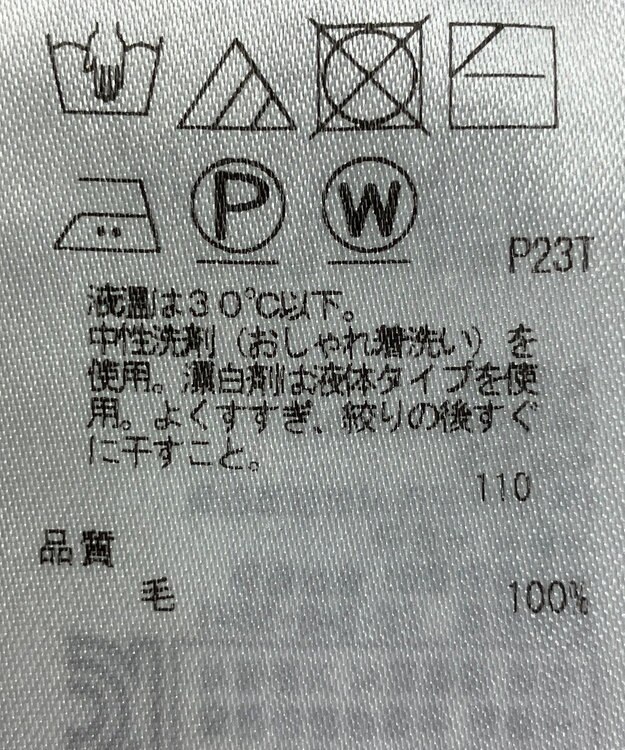 P W
P23T
液温は30℃以下。
中性洗剤（おしゃれ着洗い）を
使用。漂白剤は液体タイプを使
用。よくすすぎ、絞りの後すぐ
に干すこと。
110
品質
毛 100%